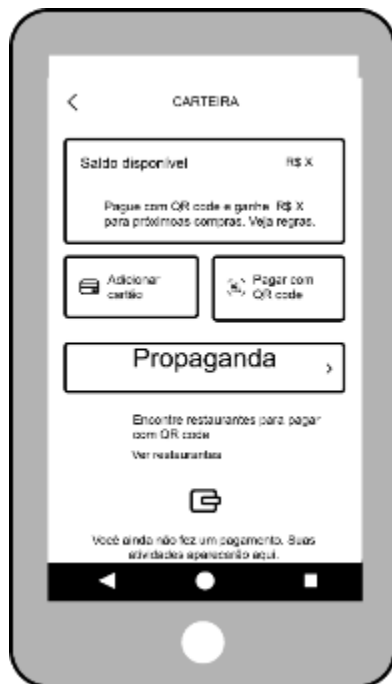 CARTEIRA
Saldo disponível R$ X
Pague com QR code e ganhe R$ X
para próximoas compras. Veja regras.
Adicionar
cartão
Pagar com
QR code
Propaganda
Encontre restaurantes para pagar
com QR code
Ver restaurantes
Você ainda não fez um pagamento. Suas
atividades aparecerão aqui.